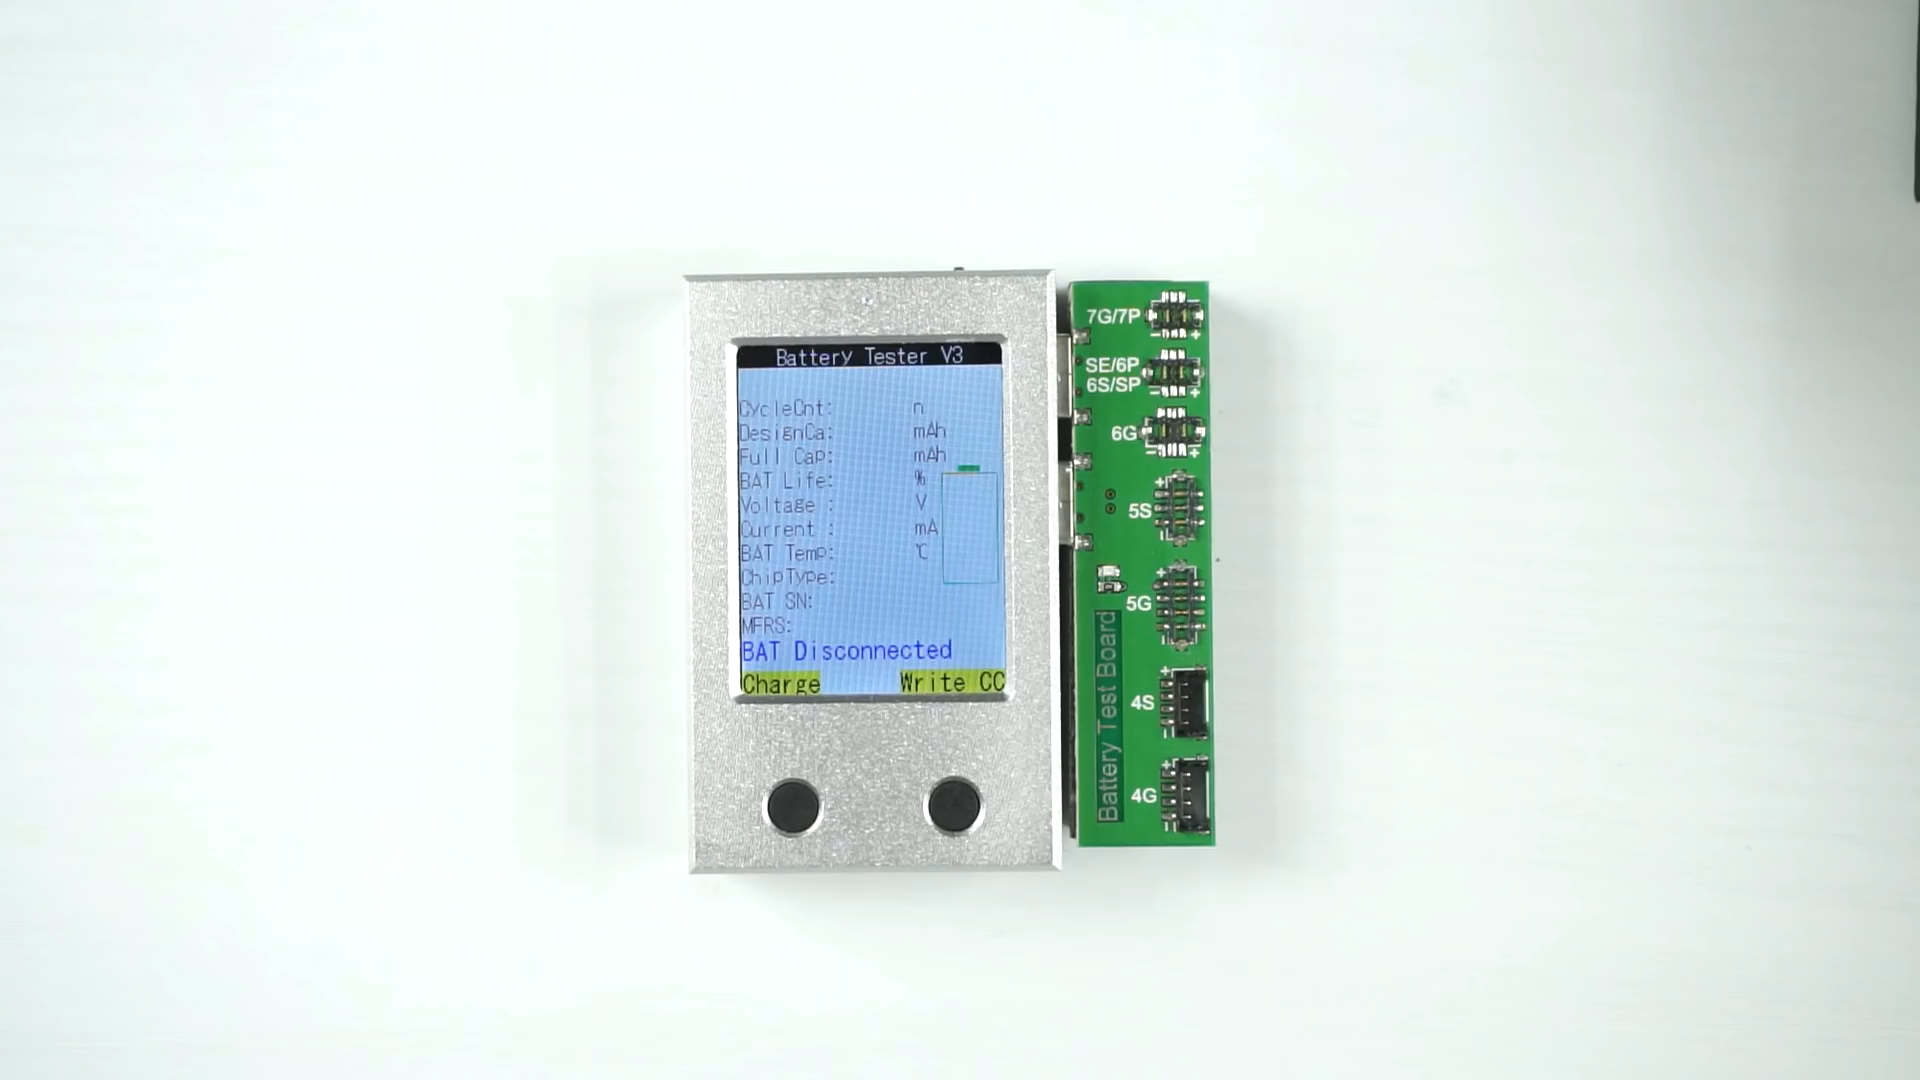 Battery Tester V3
CycleCnt: n
DesignCa: mAh
Full Cap: mAh
BAT Life: %
Voltage : V
Current : mA
BAT Temp: ℃
ChipType:
BAT SN:
MFRS:
BAT Disconnected
Charge Write CC
7G/7P
- +
SE/6P
6S/SP
- +
6G
- +
+
5S
-
+
5G
-
+
4S
-
+
4G
-
Battery Test Board